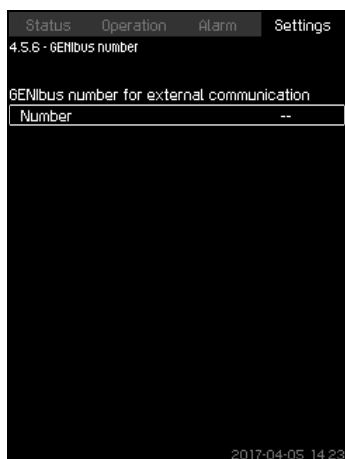 Status Operation Alarm Settings
4.5.6 - GENIbus number
GENIbus number for external communication
Number --
2017-04-05 14:23